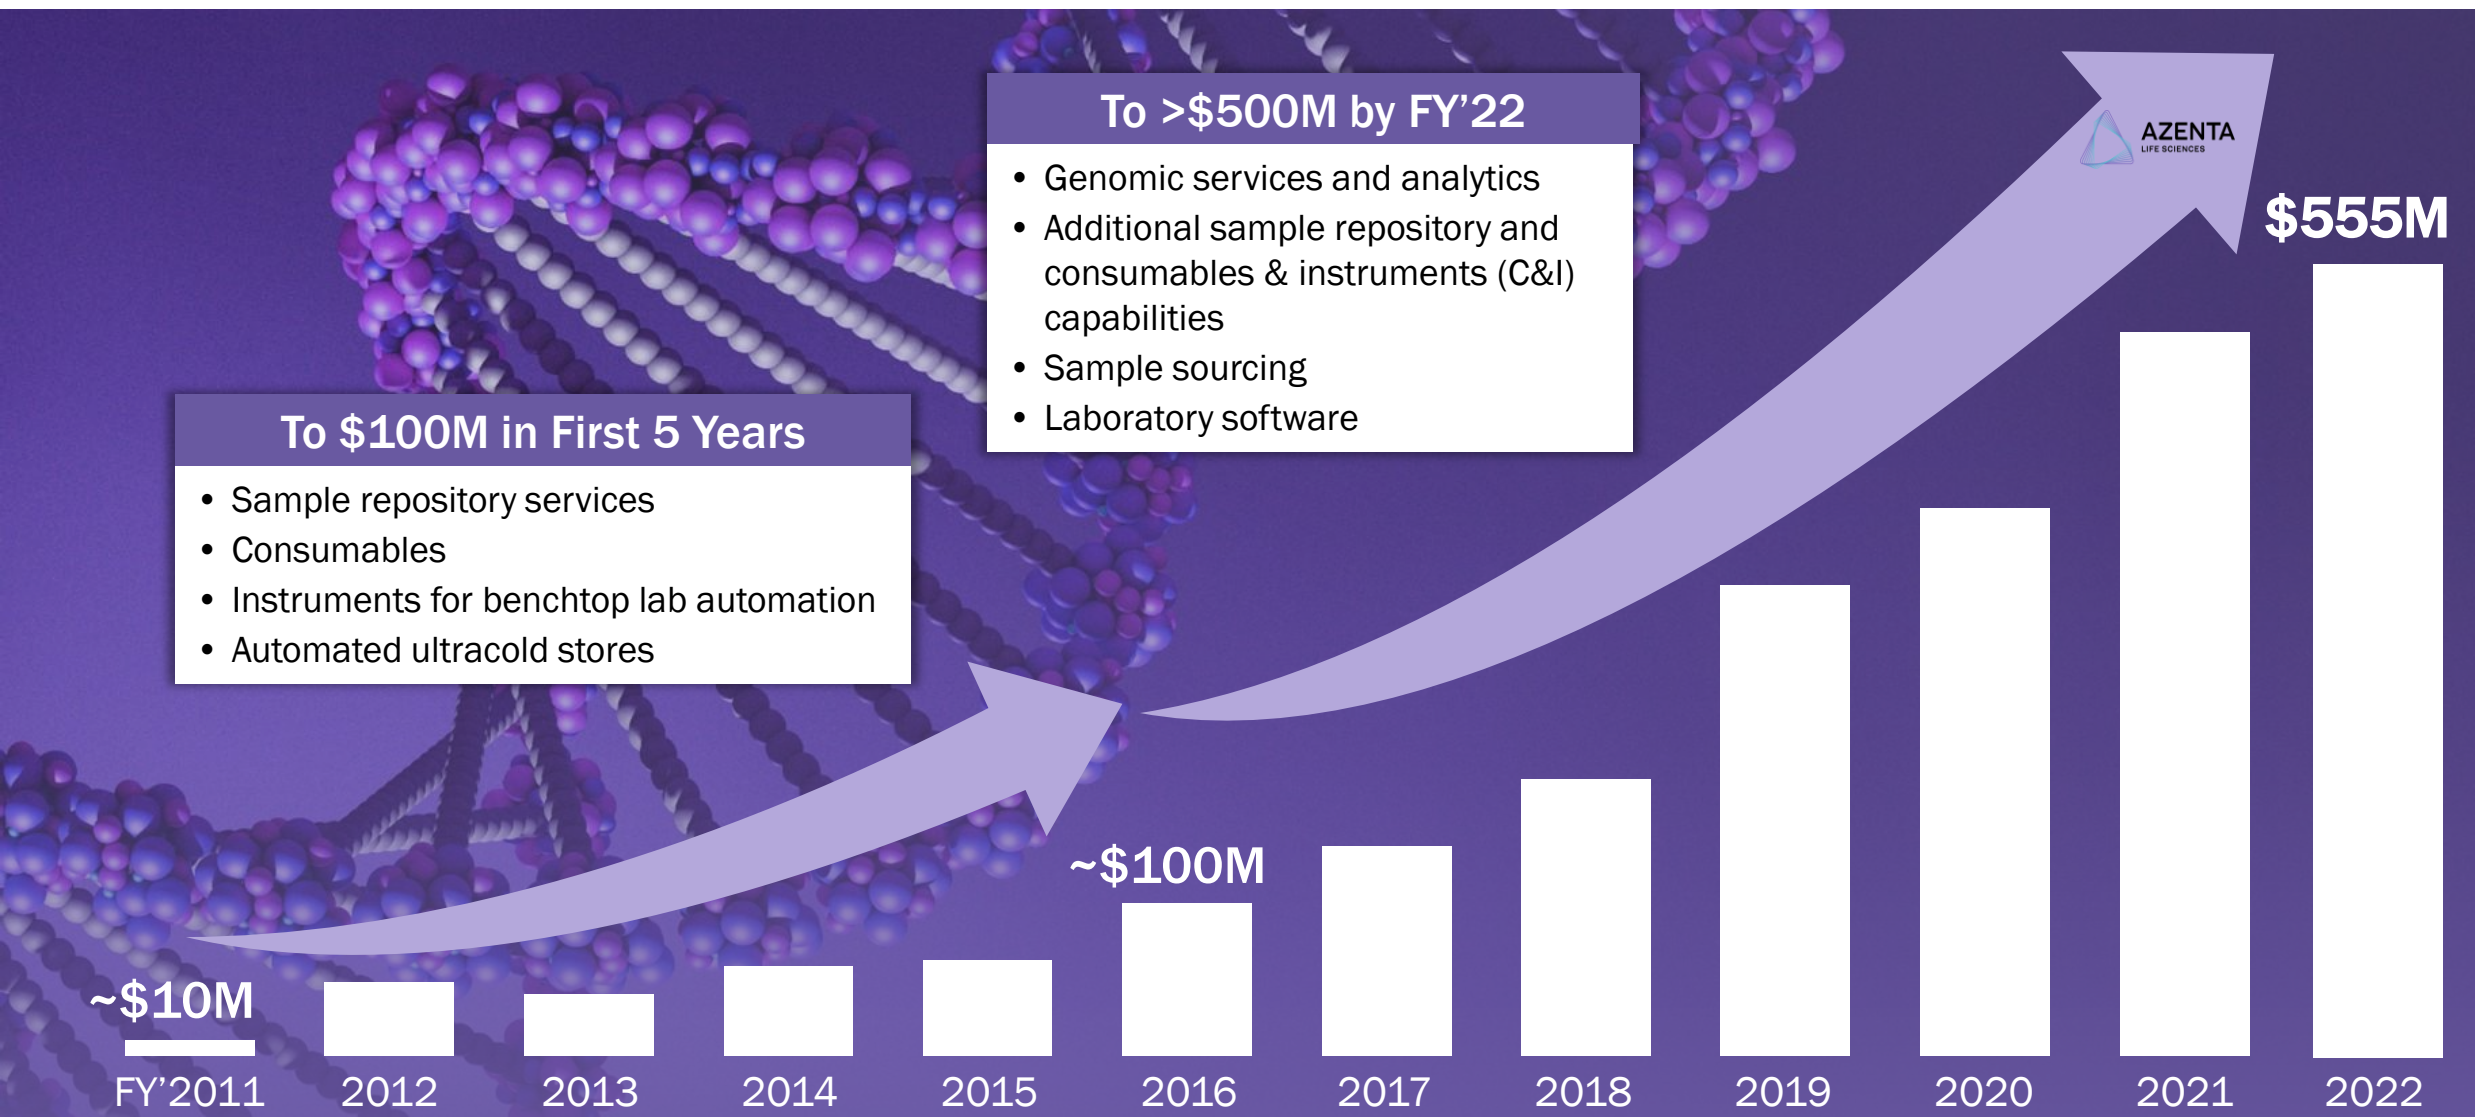 To >$500M by FY’22
• Genomic services and analytics
• Additional sample repository and
consumables & instruments (C&I)
capabilities
• Sample sourcing
• Laboratory software
AZENTA
LIFE SCIENCES
$555M
To $100M in First 5 Years
• Sample repository services
• Consumables
• Instruments for benchtop lab automation
• Automated ultracold stores
~$100M
~$10M
FY’2011 2012 2013 2014 2015 2016 2017 2018 2019 2020 2021 2022